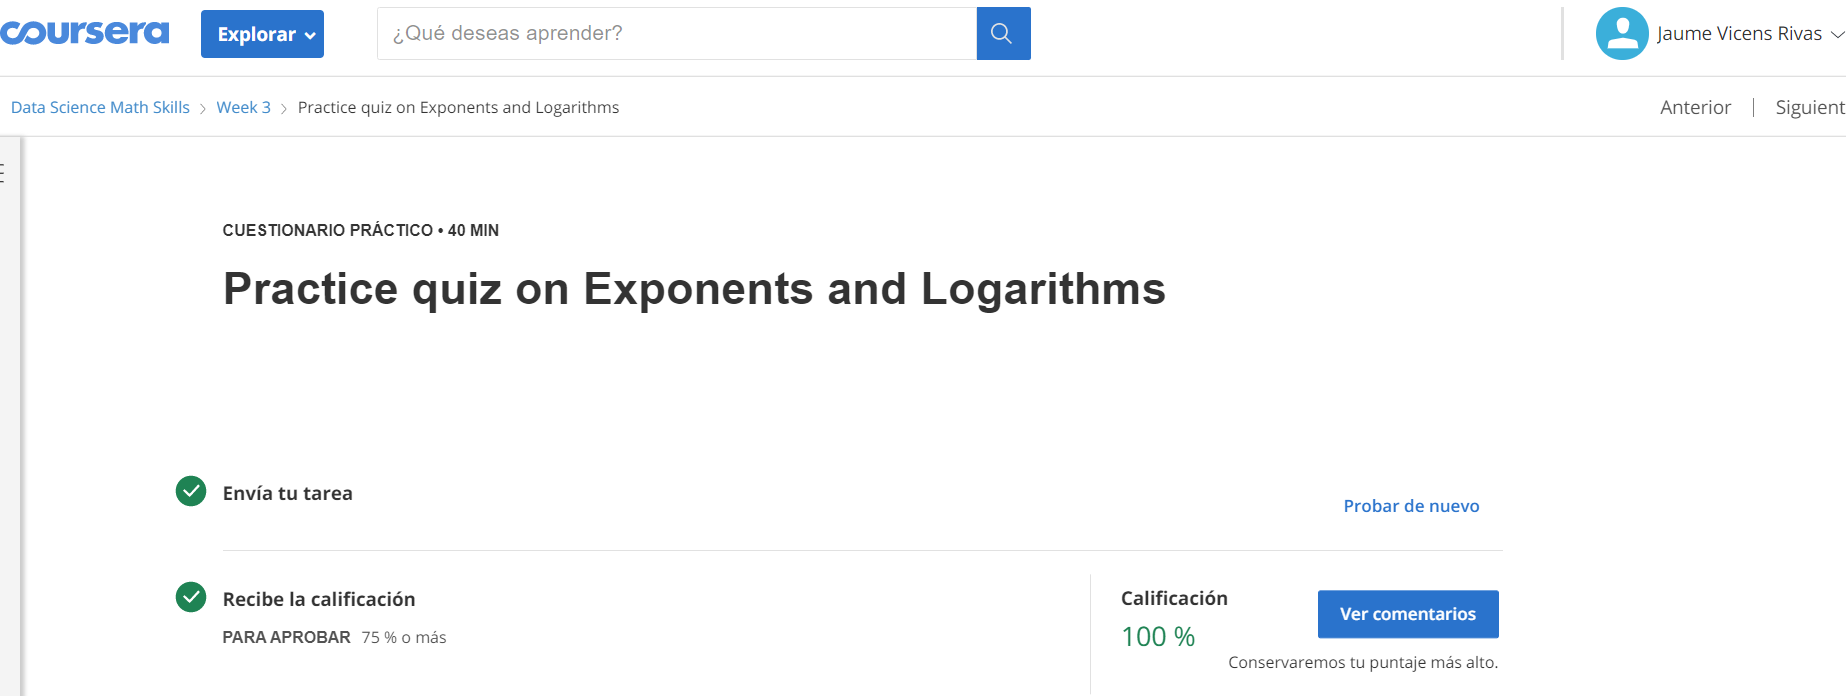 coursera
Explorar
¿Qué deseas aprender?
Jaume Vicens Rivas
Data Science Math Skills > Week 3 > Practice quiz on Exponents and Logarithms
Anterior | Siguient
CUESTIONARIO PRÁCTICO • 40 MIN
Practice quiz on Exponents and Logarithms
Envía tu tarea
Probar de nuevo
Recibe la calificación
PARA APROBAR 75 % o más
Calificación
100 %
Ver comentarios
Conservaremos tu puntaje más alto.